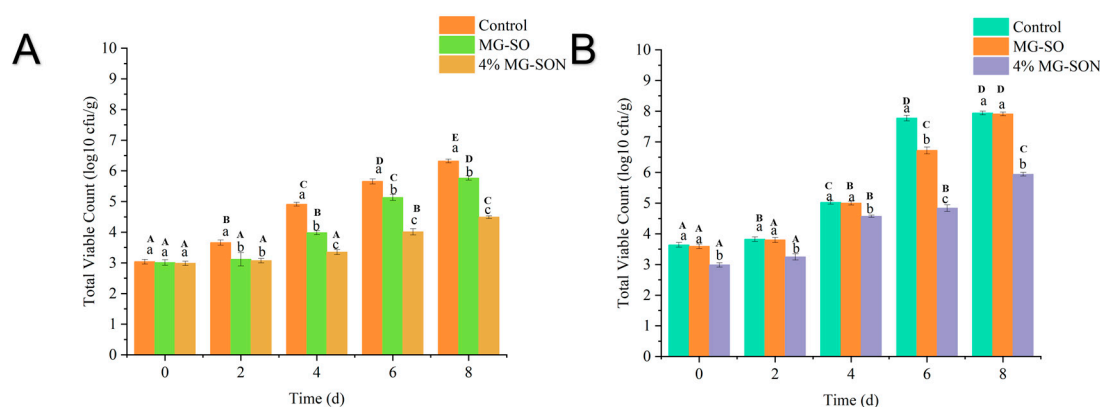 A
Control
MG-SO
4% MG-SON
Total Viable Count (log10 cfu/g)
10
9
8
7
6
5
4
3
2
1
0
A A A
a a a
B A A
a b b
C B A
a b c
D C B
a b c
E D C
a b c
0 2 4 6 8
Time (d)
B
Control
MG-SO
4% MG-SON
Total Viable Count (log10 cfu/g)
10
9
8
7
6
5
4
3
2
1
0
A A A
a a b
B A A
a a b
C B B
a a b
D C B
a b c
D D C
a a b
0 2 4 6 8
Time (d)